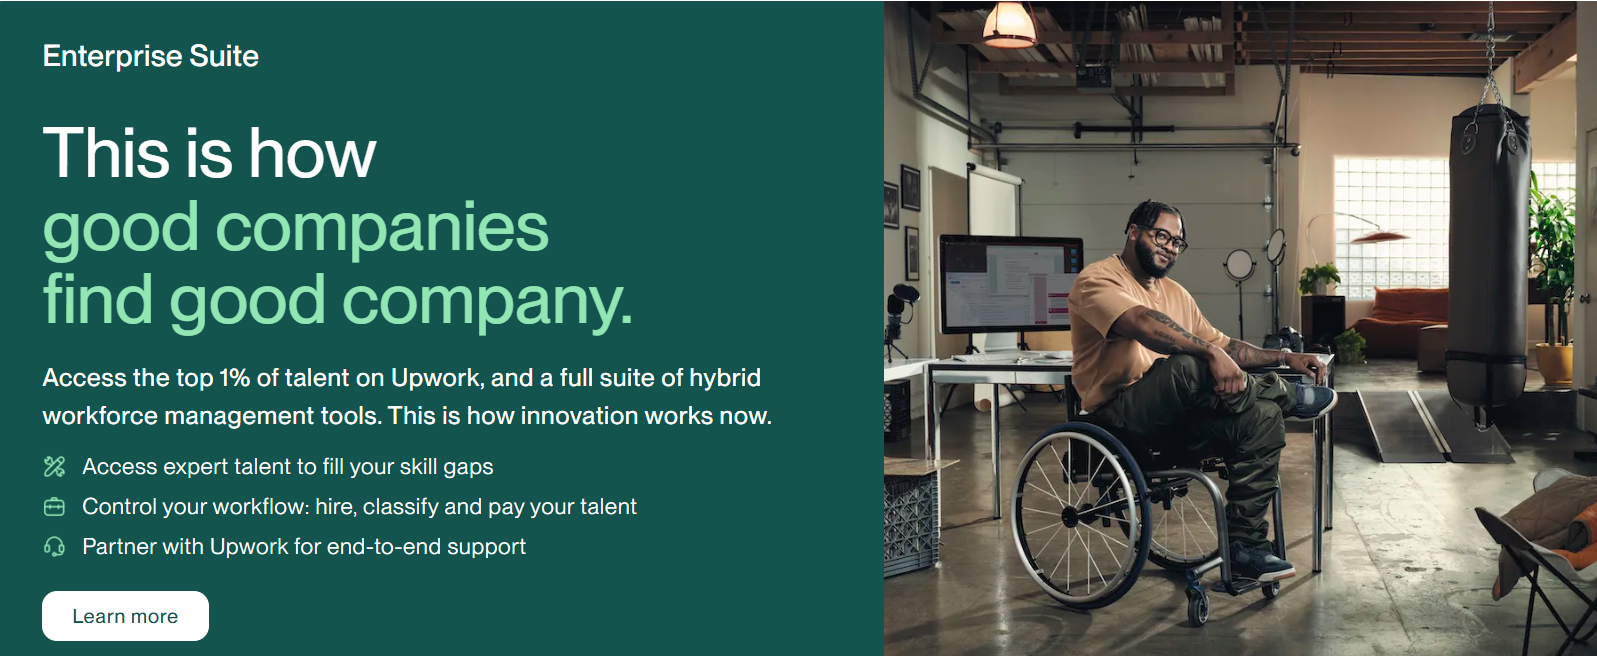 Enterprise Suite
This is how
good companies
find good company.
Access the top 1% of talent on Upwork, and a full suite of hybrid
workforce management tools. This is how innovation works now.
Access expert talent to fill your skill gaps
Control your workflow: hire, classify and pay your talent
Partner with Upwork for end-to-end support
Learn more